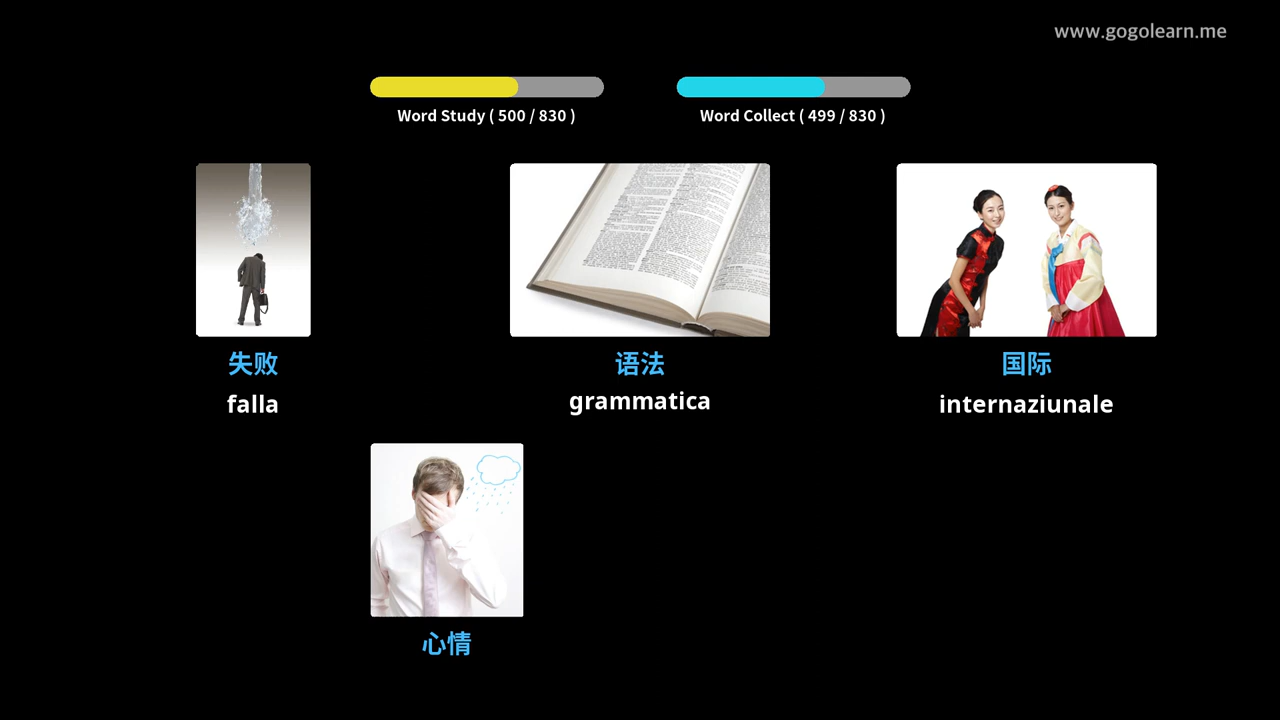 www.gogolearn.me
Word Study ( 500 / 830 )
Word Collect ( 499 / 830 )
失败
falla
语法
grammatica
国际
internaziunale
心情